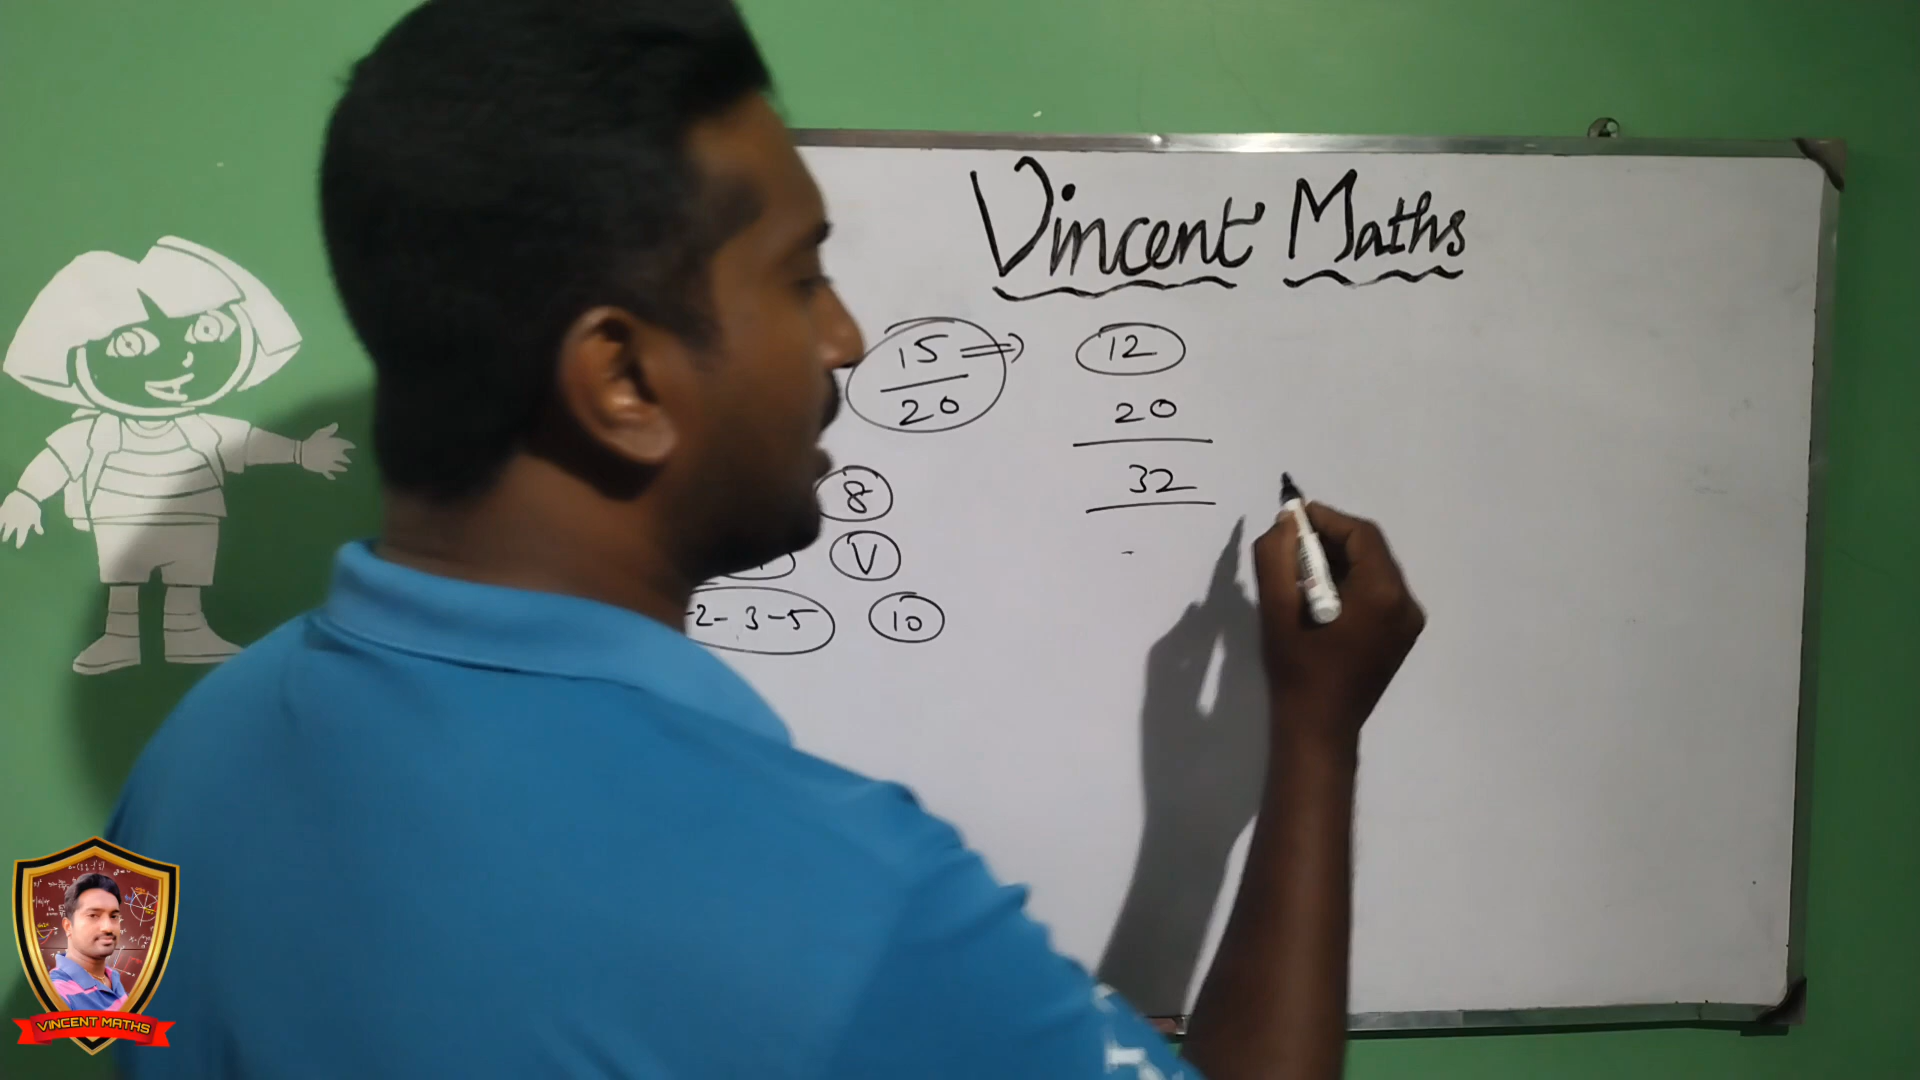 Vincent Maths
15 ⇒ 12
20
20
32
8
V
-2-3-5 10
VINCENT MATHS